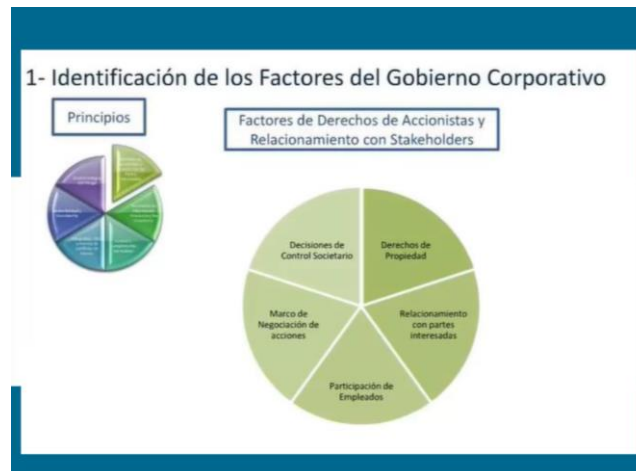 1- Identificación de los Factores del Gobierno Corporativo
Principios
Factores de Derechos de Accionistas y
Relacionamiento con Stakeholders
Decisiones de
Control Societario
Derechos de
Propiedad
Marco de
Negociación de
acciones
Relacionamiento
con partes
interesadas
Participación de
Empleados